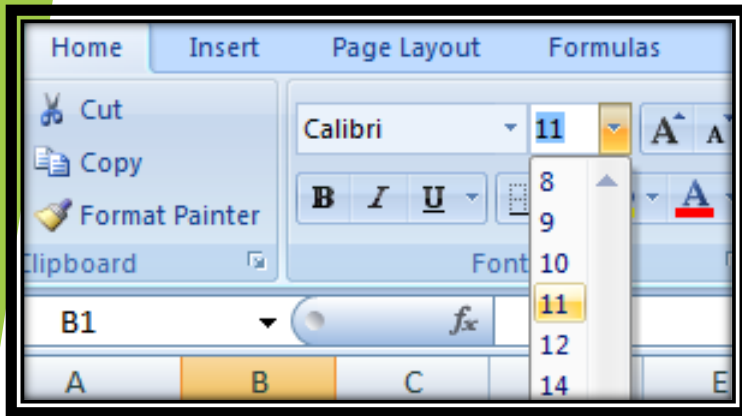 Home Insert Page Layout Formulas
Cut
Calibri 11 A A
Copy
8
B I U A
Format Painter
9
Clipboard Font 10
11
B1 fx
12
A B C E
14